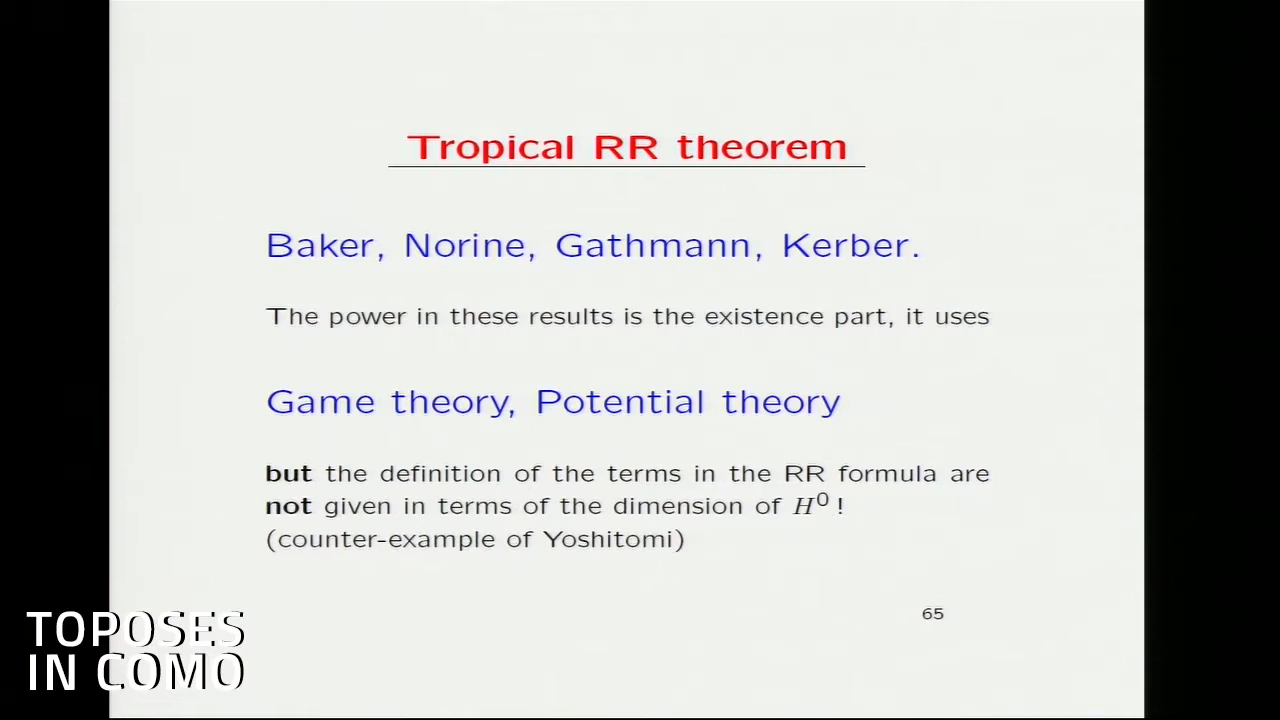 Tropical RR theorem
Baker, Norine, Gathmann, Kerber.
The power in these results is the existence part, it uses
Game theory, Potential theory
but the definition of the terms in the RR formula are
not given in terms of the dimension of H⁰ !
(counter-example of Yoshitomi)
65
TOPOSES
IN COMO